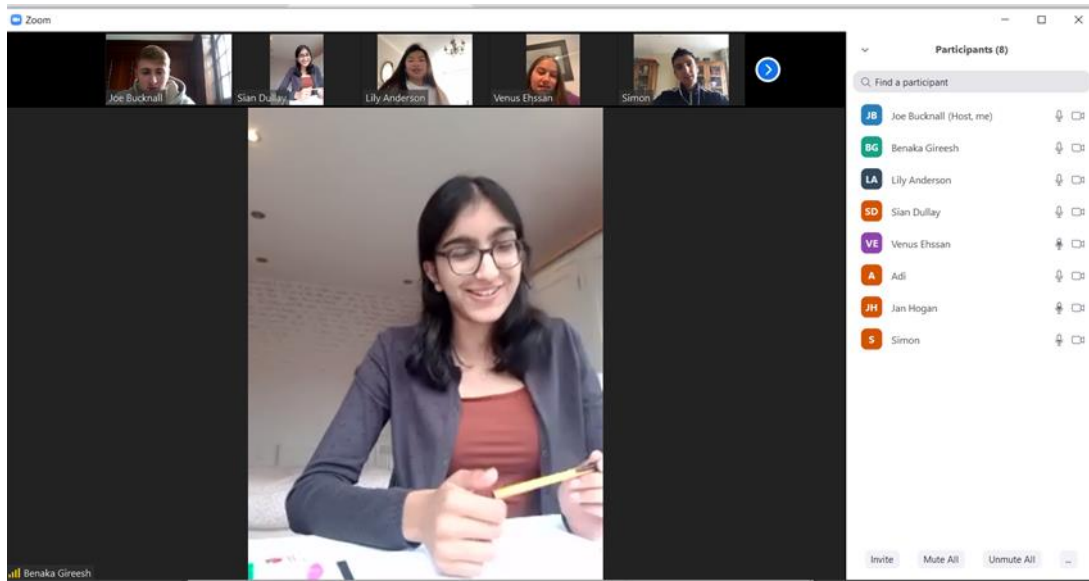 Zoom
Joe Bucknall
Sian Dullay
Lily Anderson
Venus Ehssan
Simon
Benaka Gireesh
Participants (8)
Find a participant
JB Joe Bucknall (Host, me)
BG Benaka Gireesh
LA Lily Anderson
SD Sian Dullay
VE Venus Ehssan
A Adi
JH Jan Hogan
S Simon
Invite Mute All Unmute All ...